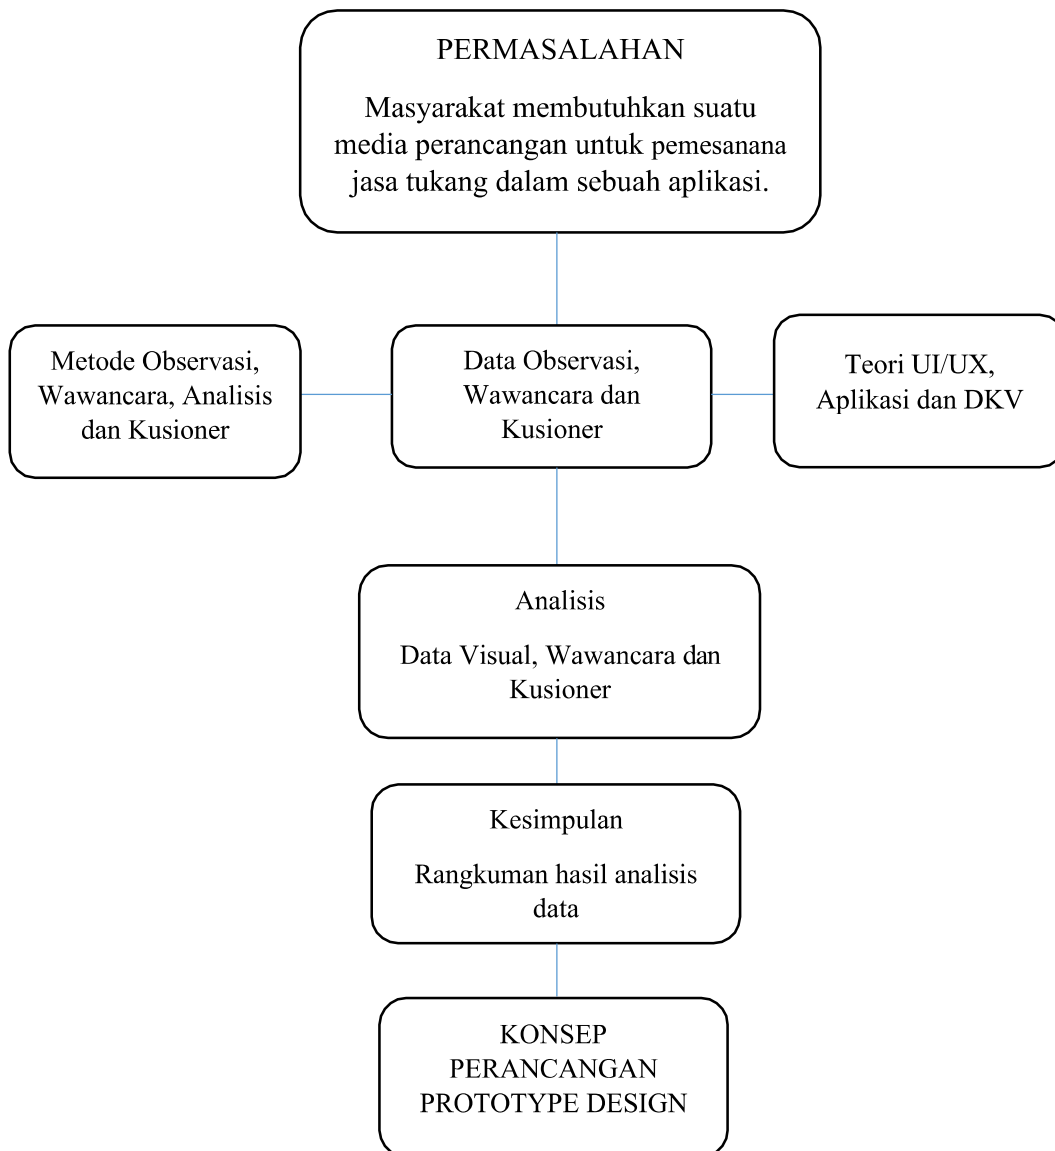 PERMASALAHAN
Masyarakat membutuhkan suatu
media perancangan untuk pemesanana
jasa tukang dalam sebuah aplikasi.
Metode Observasi,
Wawancara, Analisis
dan Kusioner
Data Observasi,
Wawancara dan
Kusioner
Teori UI/UX,
Aplikasi dan DKV
Analisis
Data Visual, Wawancara dan
Kusioner
Kesimpulan
Rangkuman hasil analisis
data
KONSEP
PERANCANGAN
PROTOTYPE DESIGN